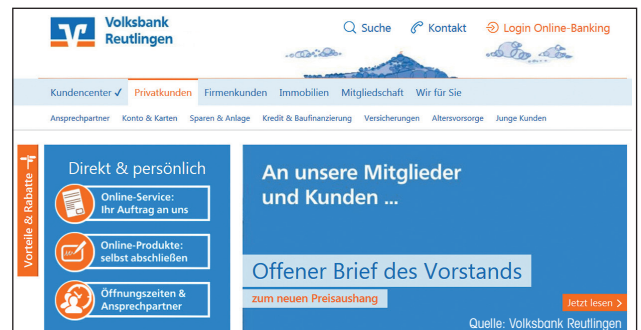 Volksbank
Reutlingen
Suche Kontakt Login Online-Banking
Kundencenter Privatkunden Firmenkunden Immobilien Mitgliedschaft Wir für Sie
Ansprechpartner Konto & Karten Sparen & Anlage Kredit & Baufinanzierung Versicherungen Altersvorsorge Junge Kunden
Vorteile & Rabatte
Direkt & persönlich
Online-Service:
Ihr Auftrag an uns
Online-Produkte:
selbst abschließen
Öffnungszeiten &
Ansprechpartner
An unsere Mitglieder
und Kunden ...
Offener Brief des Vorstands
zum neuen Preisaushang
Jetzt lesen >
Quelle: Volksbank Reutlingen